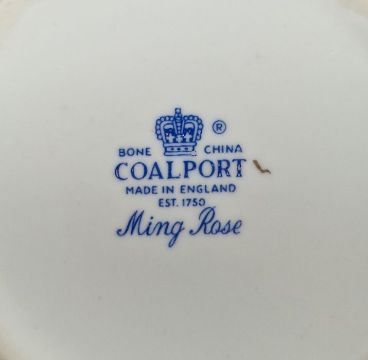 ®
BONE CHINA
COALPORT
MADE IN ENGLAND
EST. 1750
Ming Rose